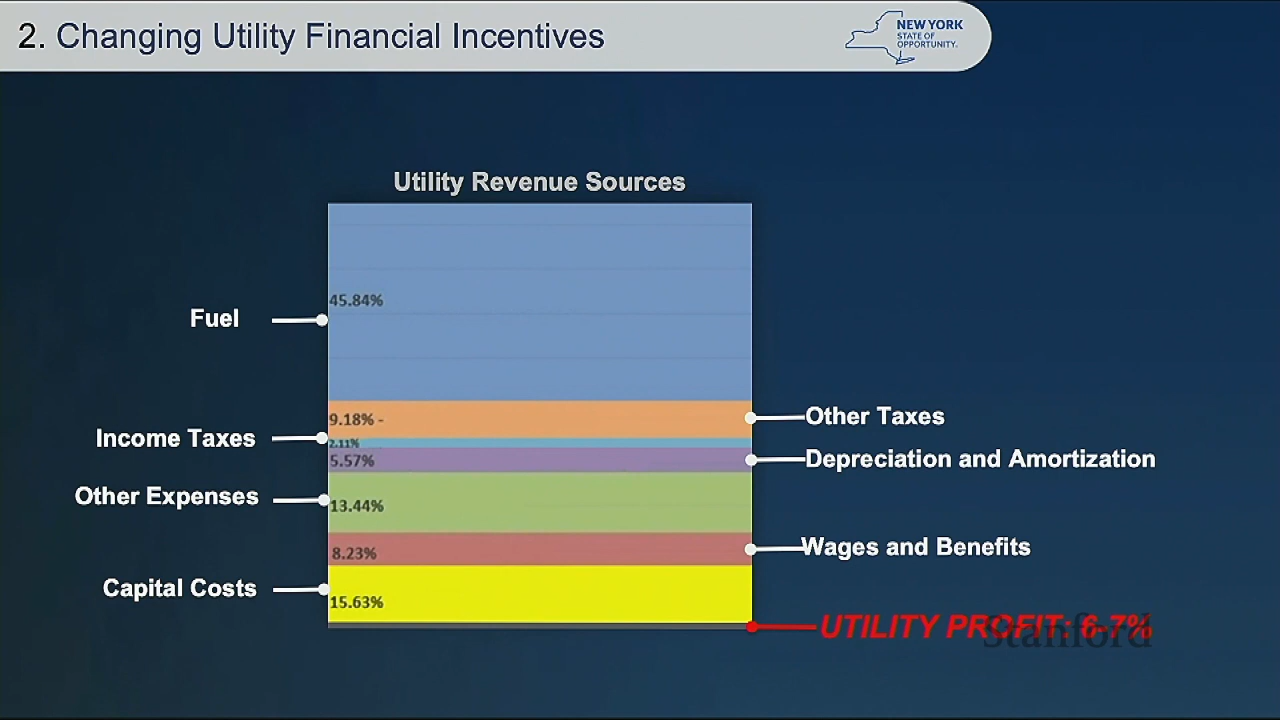 2. Changing Utility Financial Incentives
NEW YORK
STATE OF
OPPORTUNITY.
Utility Revenue Sources
45.84%
Fuel
9.18% -
Other Taxes
Income Taxes
2.11%
5.57%
Depreciation and Amortization
Other Expenses
13.44%
Wages and Benefits
8.23%
Capital Costs
15.63%
UTILITY PROFIT: 6-7%
Stanford